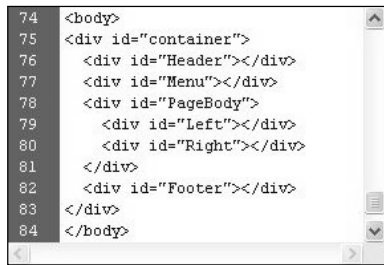 74 <body>
75 <div id="container">
76   <div id="Header"></div>
77   <div id="Menu"></div>
78   <div id="PageBody">
79     <div id="Left"></div>
80     <div id="Right"></div>
81   </div>
82   <div id="Footer"></div>
83 </div>
84 </body>